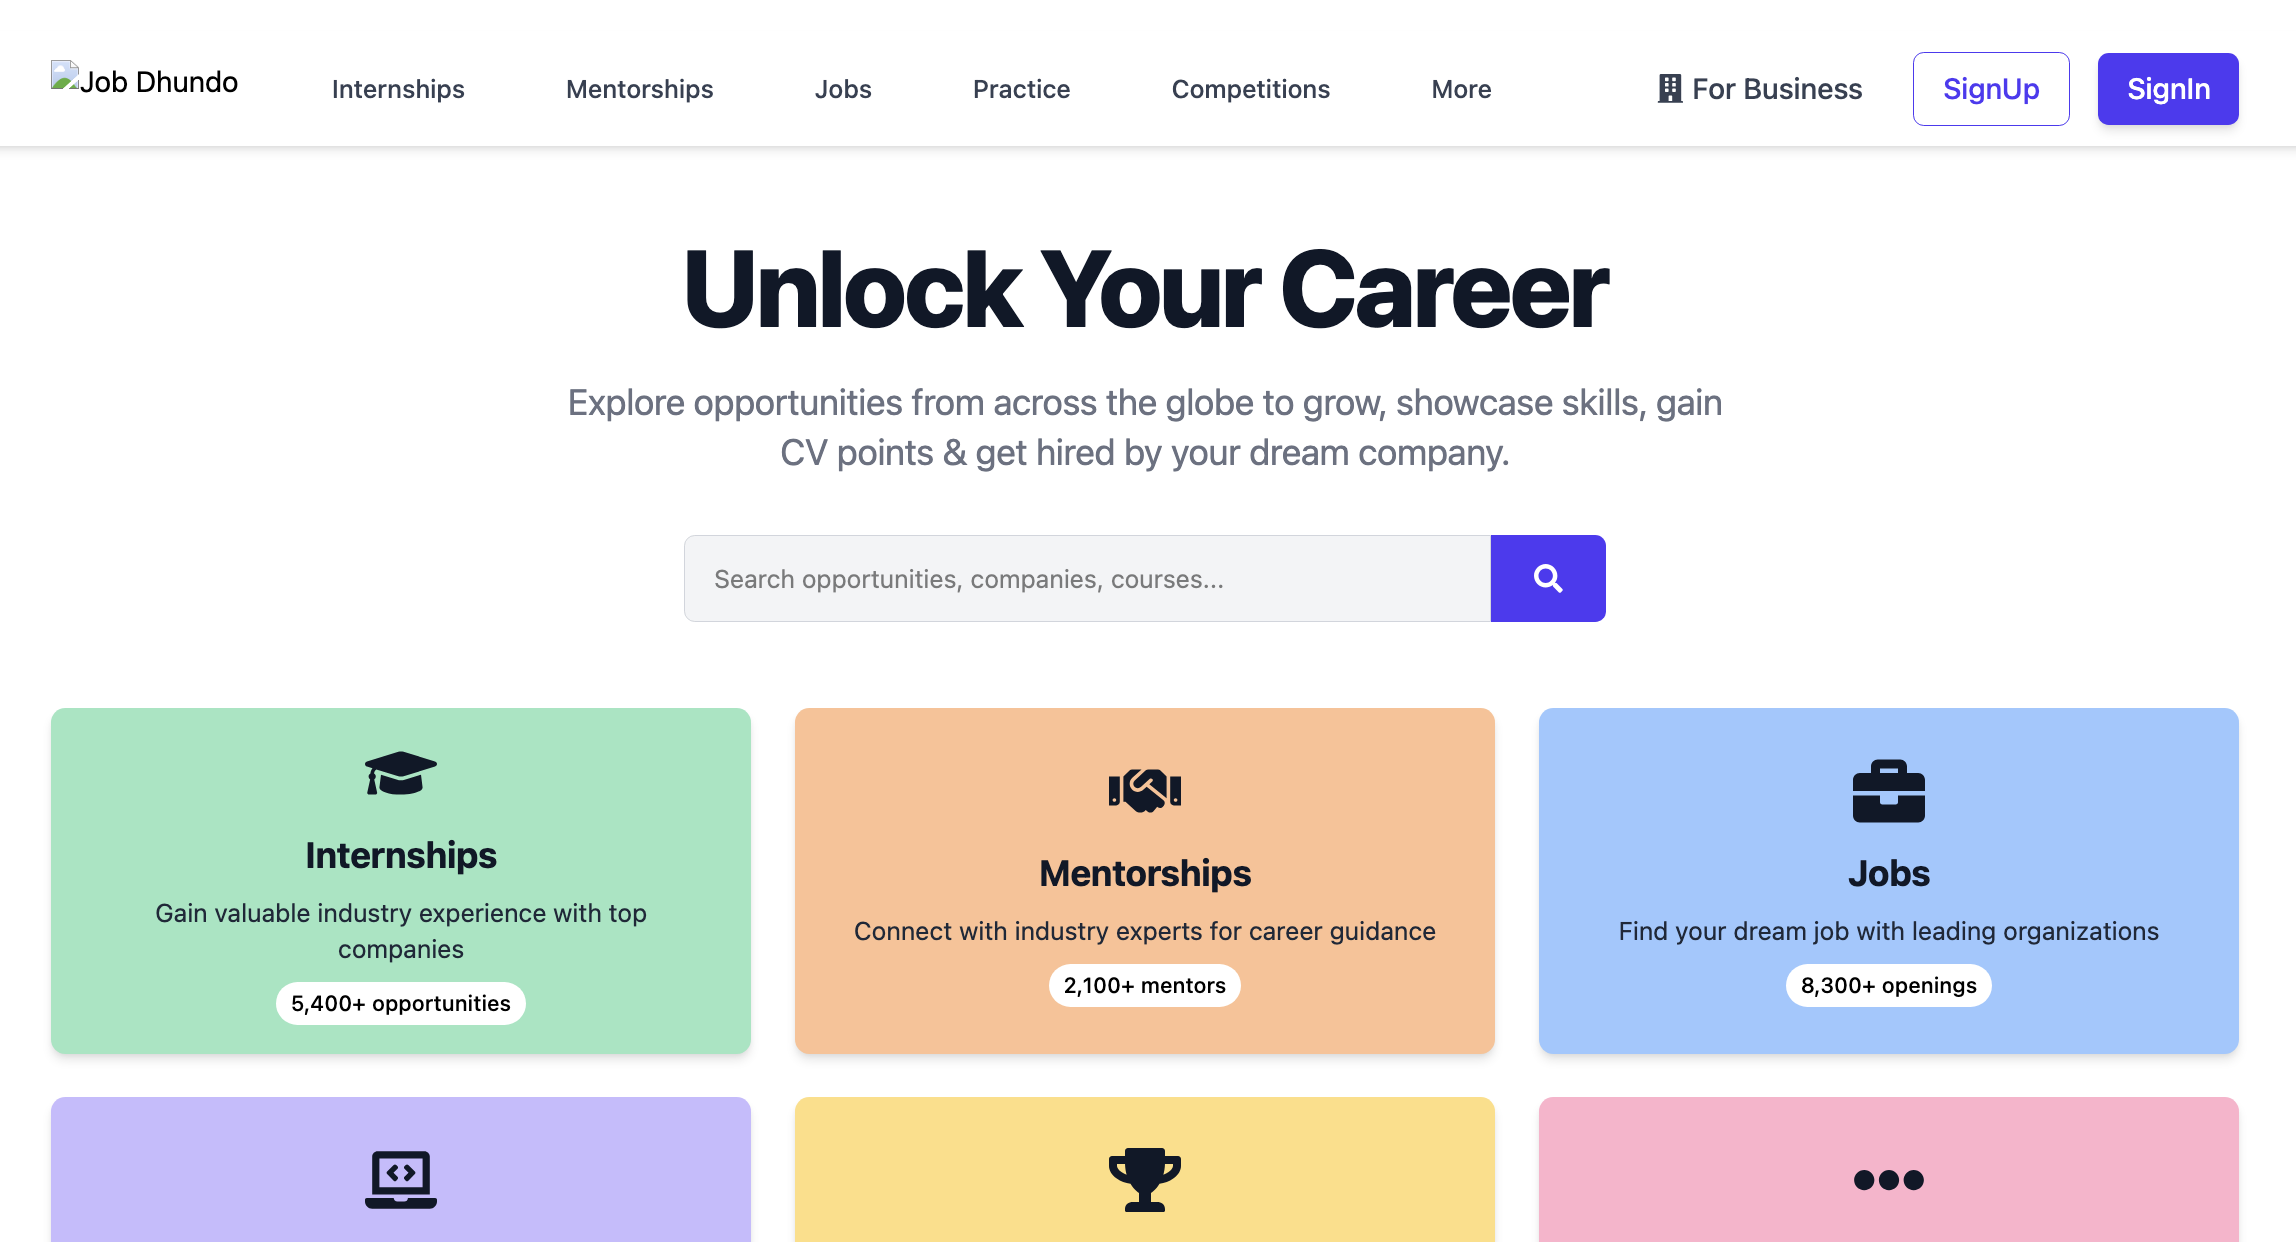 Job Dhundo
Internships
Mentorships
Jobs
Practice
Competitions
More
For Business
SignUp
SignIn
Unlock Your Career
Explore opportunities from across the globe to grow, showcase skills, gain
CV points & get hired by your dream company.
Search opportunities, companies, courses...
Internships
Gain valuable industry experience with top
companies
5,400+ opportunities
Mentorships
Connect with industry experts for career guidance
2,100+ mentors
Jobs
Find your dream job with leading organizations
8,300+ openings